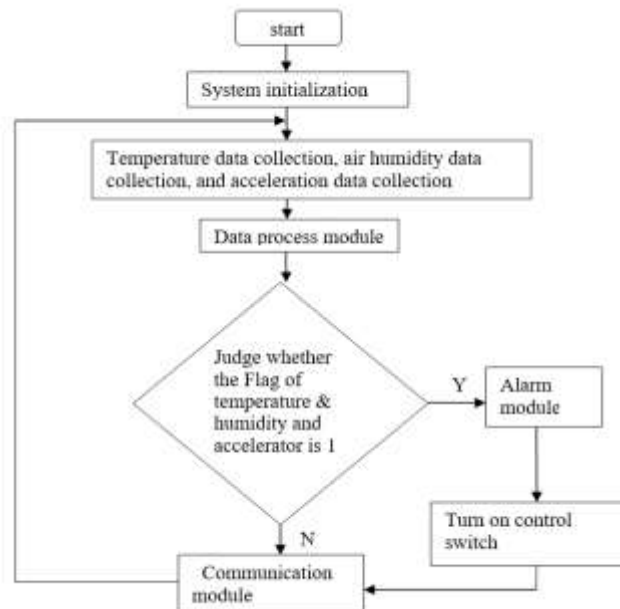 start
System initialization
Temperature data collection, air humidity data
collection, and acceleration data collection
Data process module
Judge whether
the Flag of
temperature &
humidity and
accelerator is 1
Y
Alarm
module
Turn on control
switch
N
Communication
module